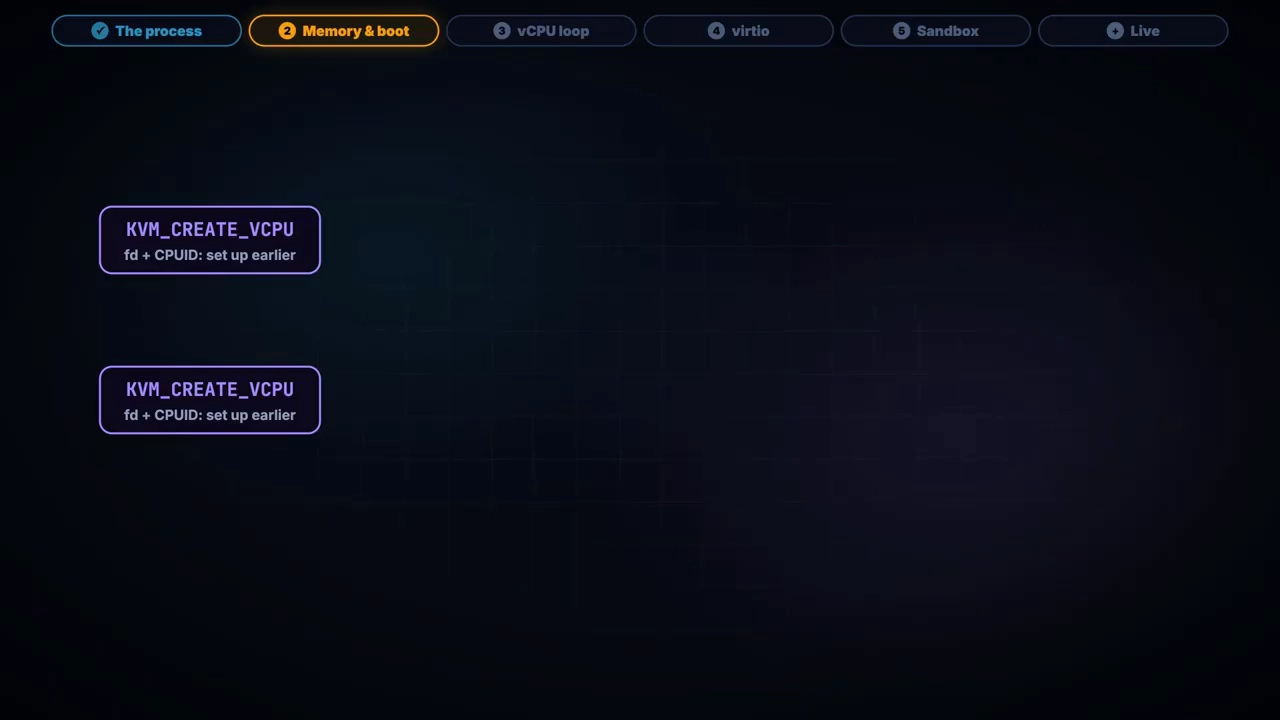 ✓ The process
2 Memory & boot
3 vCPU loop
4 virtio
5 Sandbox
+ Live
KVM_CREATE_VCPU
fd + CPUID: set up earlier
KVM_CREATE_VCPU
fd + CPUID: set up earlier